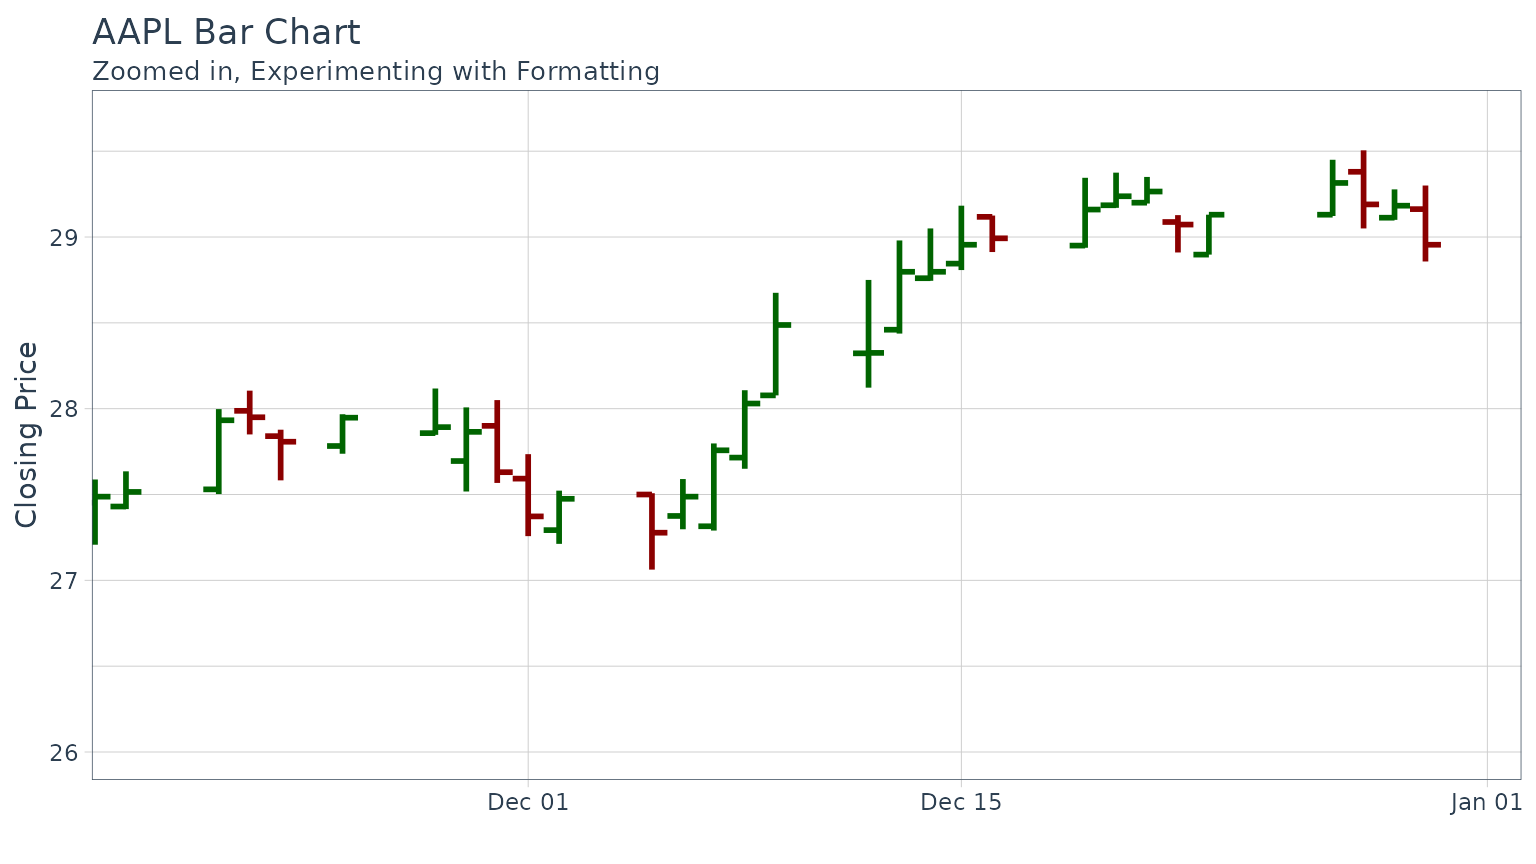 AAPL Bar Chart
Zoomed in, Experimenting with Formatting
Closing Price
29
28
27
26
Dec 01
Dec 15
Jan 01